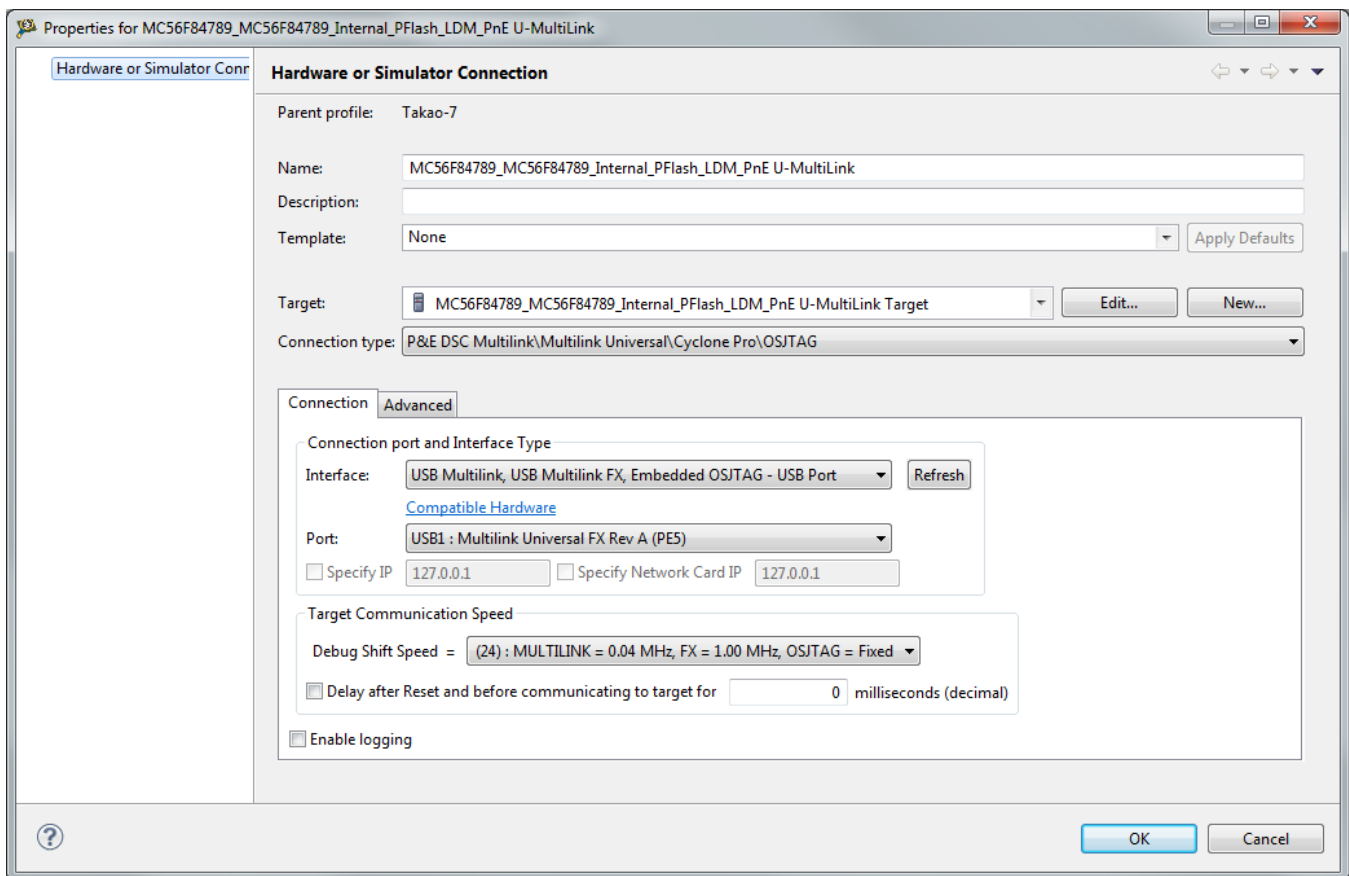 Properties for MC56F84789_MC56F84789_Internal_PFlash_LDM_PnE U-MultiLink
Hardware or Simulator Conn
Hardware or Simulator Connection
Parent profile: Takao-7
Name: MC56F84789_MC56F84789_Internal_PFlash_LDM_PnE U-MultiLink
Description:
Template: None Apply Defaults
Target: MC56F84789_MC56F84789_Internal_PFlash_LDM_PnE U-MultiLink Target Edit... New...
Connection type: P&E DSC Multilink\Multilink Universal\Cyclone Pro\OSJTAG
Connection Advanced
Connection port and Interface Type
Interface: USB Multilink, USB Multilink FX, Embedded OSJTAG - USB Port Refresh
Compatible Hardware
Port: USB1 : Multilink Universal FX Rev A (PE5)
Specify IP 127.0.0.1 Specify Network Card IP 127.0.0.1
Target Communication Speed
Debug Shift Speed = (24) : MULTILINK = 0.04 MHz, FX = 1.00 MHz, OSJTAG = Fixed
Delay after Reset and before communicating to target for 0 milliseconds (decimal)
Enable logging
? OK Cancel